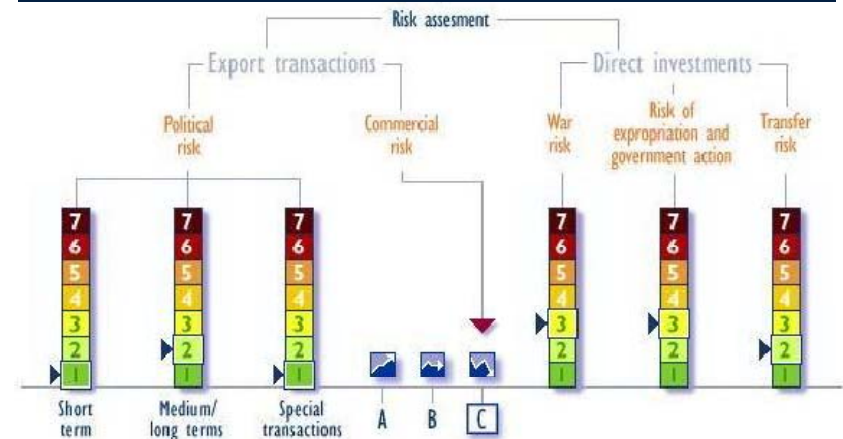 Risk assesment
Export transactions
Direct investments
Political
risk
Commercial
risk
War
risk
Risk of
expropriation and
government action
Transfer
risk
7 7 7 7 7 7
6 6 6 6 6 6
5 5 5 5 5 5
4 4 4 4 4 4
3 3 3 3 3 3
2 2 2 2 2 2
1 1 1 1 1 1
Short
term
Medium/
long terms
Special
transactions
A B C